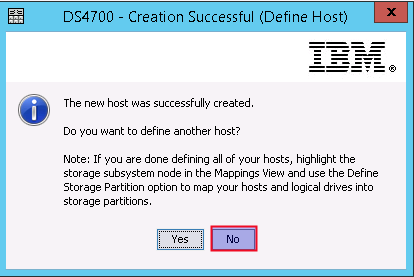 DS4700 - Creation Successful (Define Host)
x
IBM®
The new host was successfully created.
Do you want to define another host?
Note: If you are done defining all of your hosts, highlight the
storage subsystem node in the Mappings View and use the Define
Storage Partition option to map your hosts and logical drives into
storage partitions.
Yes No